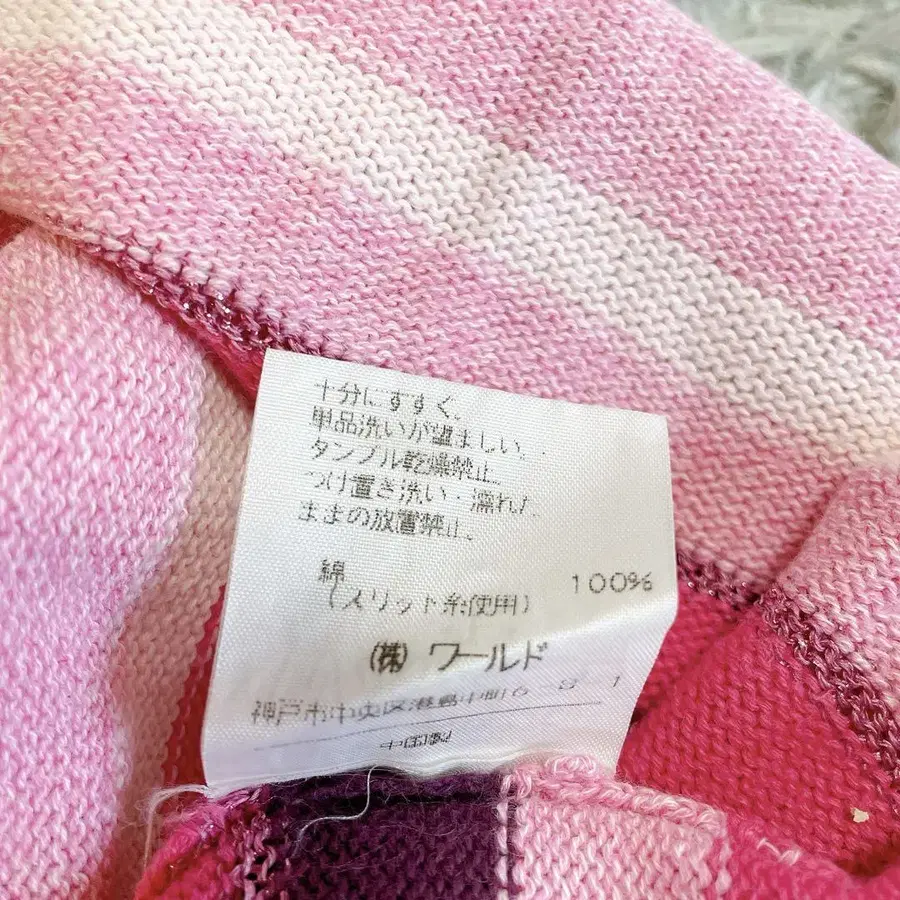 十分にすすぐ。
単品洗いが望ましい。
タンブル乾燥禁止。
つけ置き洗い・濡れた
ままの放置禁止。
綿 100%
(スリット糸使用)
(株) ワールド
神戸市中央区港島中町6-8-1
中国製